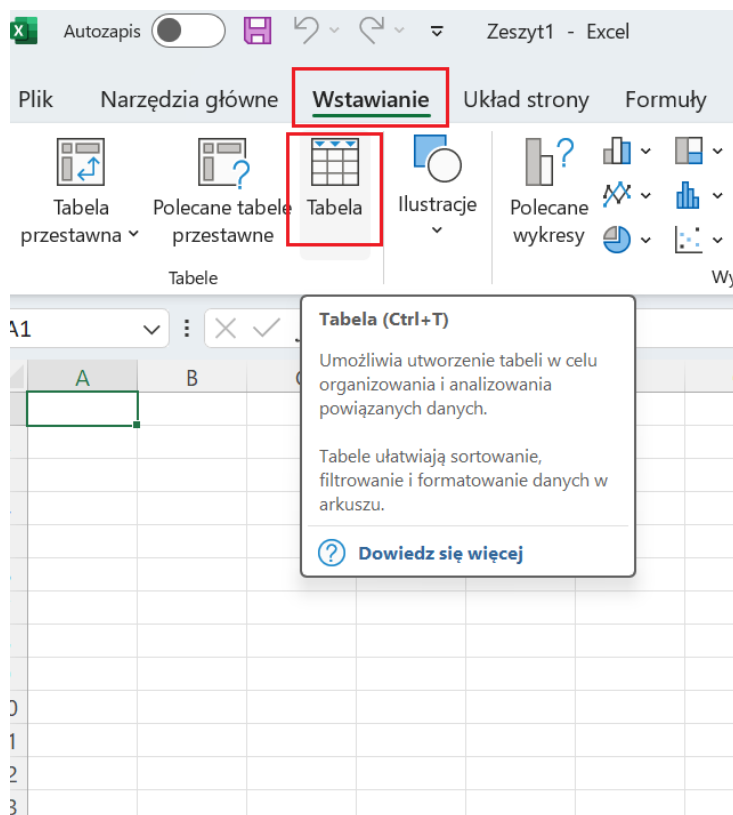 Autozapis Zeszyt1 - Excel
Plik Narzędzia główne Wstawianie Układ strony Formuły
Tabela przestawna
Polecane tabele przestawne
Tabela
Ilustracje
Polecane wykresy
Tabele
A1
Tabela (Ctrl+T)
Umożliwia utworzenie tabeli w celu
organizowania i analizowania
powiązanych danych.
Tabele ułatwiają sortowanie,
filtrowanie i formatowanie danych w
arkuszu.
Dowiedz się więcej
A B